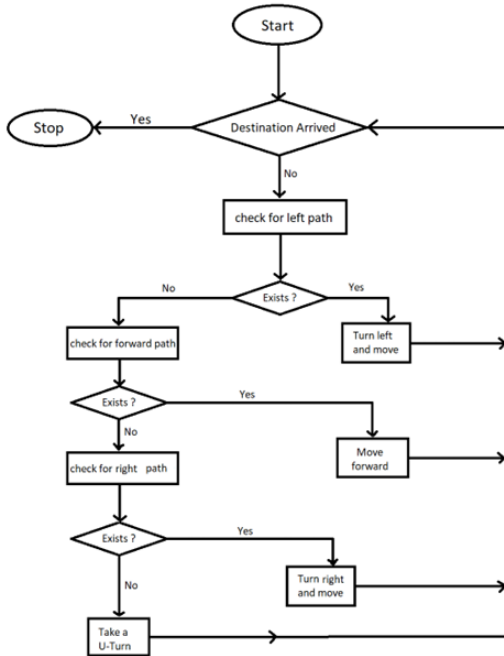 Start
Yes
Stop
Destination Arrived
No
check for left path
No
Exists ?
Yes
check for forward path
Turn left
and move
Exists ?
Yes
No
Move
forward
check for right path
Exists ?
Yes
No
Turn right
and move
Take a
U-Turn